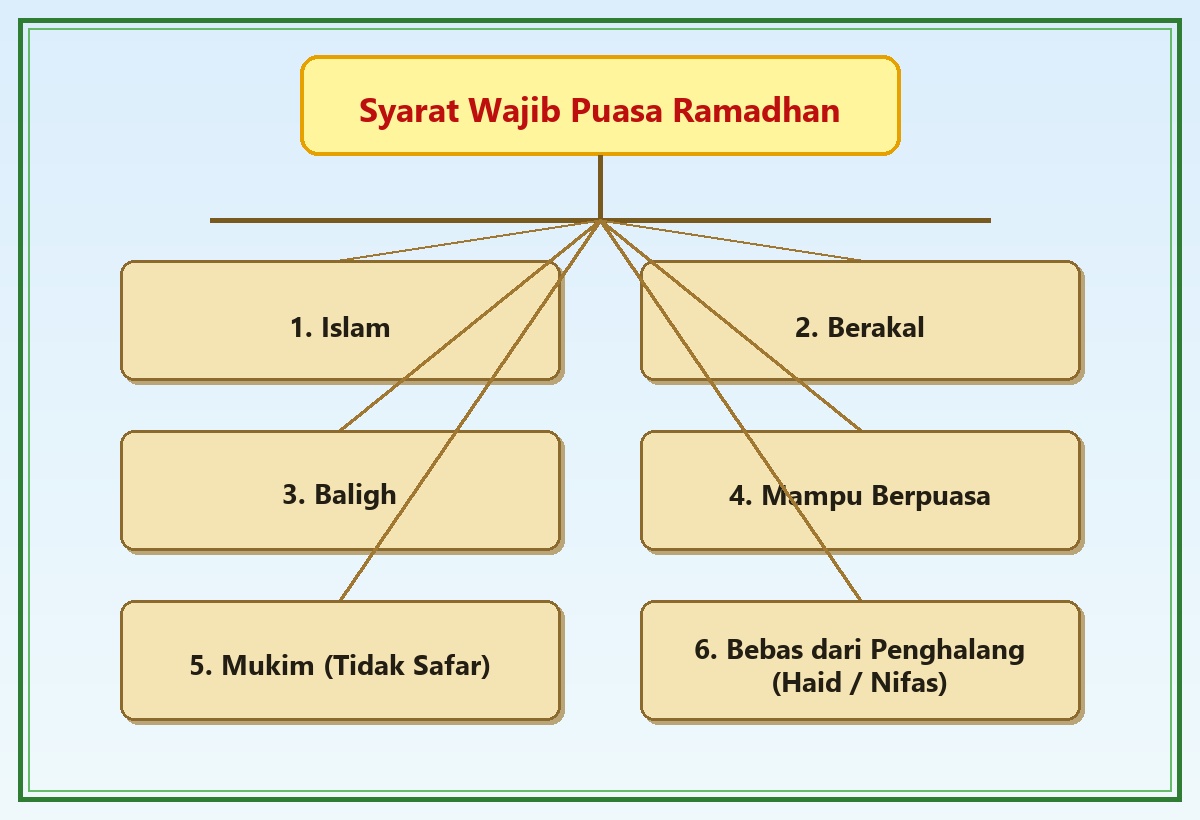 Syarat Wajib Puasa Ramadhan
1. Islam
2. Berakal
3. Baligh
4. Mampu Berpuasa
5. Mukim (Tidak Safar)
6. Bebas dari Penghalang
(Haid / Nifas)